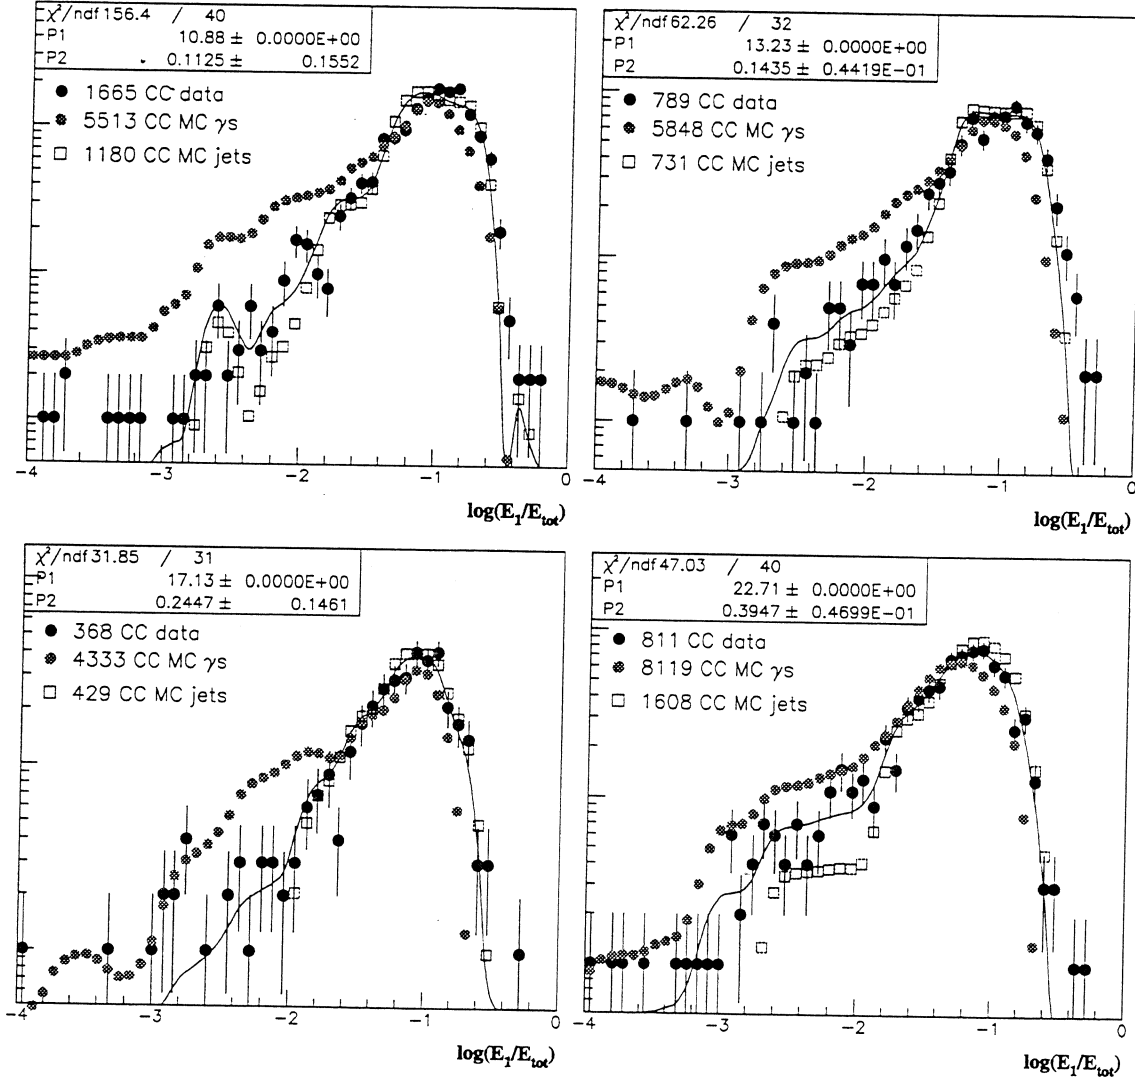 χ²/ndf 156.4 / 40
P1 10.88 ± 0.0000E+00
P2 0.1125 ± 0.1552
1665 CC data
5513 CC MC γs
1180 CC MC jets
-4 -3 -2 -1 0
log(E₁/Eₜₒₜ)
χ²/ndf 62.26 / 32
P1 13.23 ± 0.0000E+00
P2 0.1435 ± 0.4419E-01
789 CC data
5848 CC MC γs
731 CC MC jets
-4 -3 -2 -1 0
log(E₁/Eₜₒₜ)
χ²/ndf 31.85 / 31
P1 17.13 ± 0.0000E+00
P2 0.2447 ± 0.1461
368 CC data
4333 CC MC γs
429 CC MC jets
-3 -2 -1 0
log(E₁/Eₜₒₜ)
χ²/ndf 47.03 / 40
P1 22.71 ± 0.0000E+00
P2 0.3947 ± 0.4699E-01
811 CC data
8119 CC MC γs
1608 CC MC jets
-4 -3 -2 -1 0
log(E₁/Eₜₒₜ)